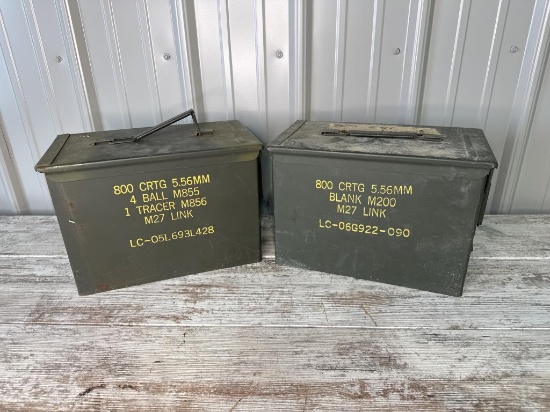 800 CRTG 5.56MM
4 BALL M855
1 TRACER M856
M27 LINK
LC-05L693L428
800 CRTG 5.56MM
BLANK M200
M27 LINK
LC-06G922-090